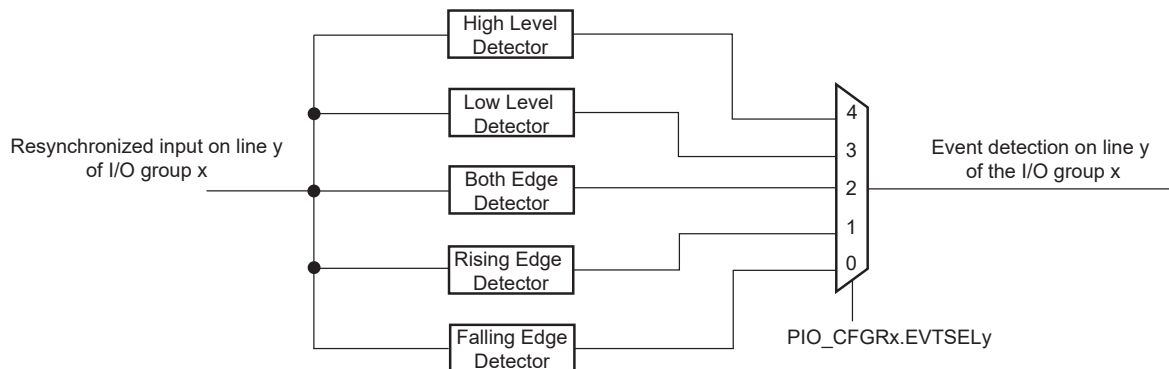 High Level
Detector
Low Level
Detector
4
Resynchronized input on line y
of I/O group x
3
Event detection on line y
of the I/O group x
Both Edge
Detector
2
1
Rising Edge
Detector
0
Falling Edge
Detector
PIO_CFGRx.EVTSELy